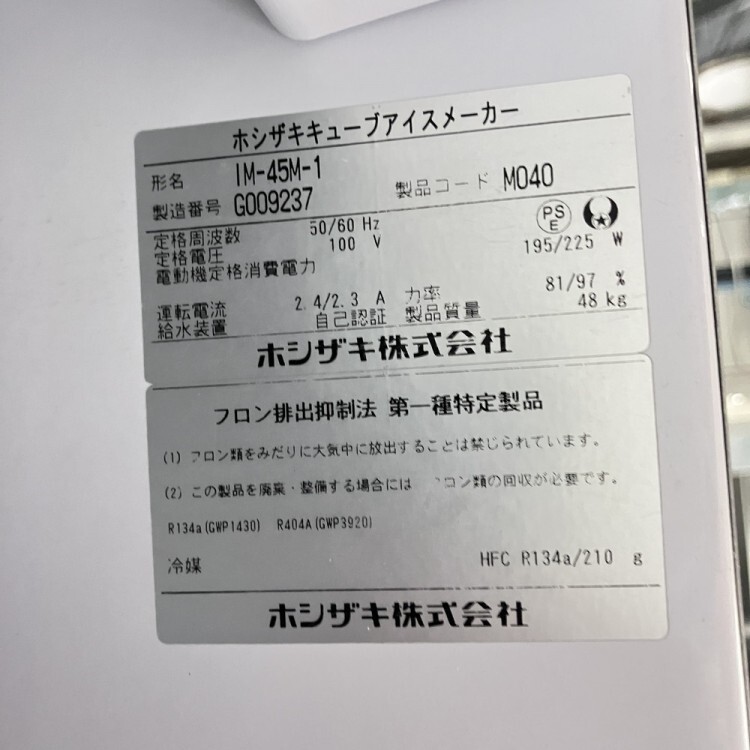 ホシザキキューブアイスメーカー
形名 IM-45M-1
製造番号 G009237 製品コード M040
定格周波数 50/60 Hz PSE
定格電圧 100 V
電動機定格消費電力 195/225 W
運転電流 2.4/2.3 A 力率 81/97 %
給水装置 自己認証 製品質量 48 kg
ホシザキ株式会社
フロン排出抑制法 第一種特定製品
(1) フロン類をみだりに大気中に放出することは禁じられています。
(2) この製品を廃棄・整備する場合には フロン類の回収が必要です。
R134a(GWP1430) R404A(GWP3920)
冷媒 HFC R134a/210 g
ホシザキ株式会社